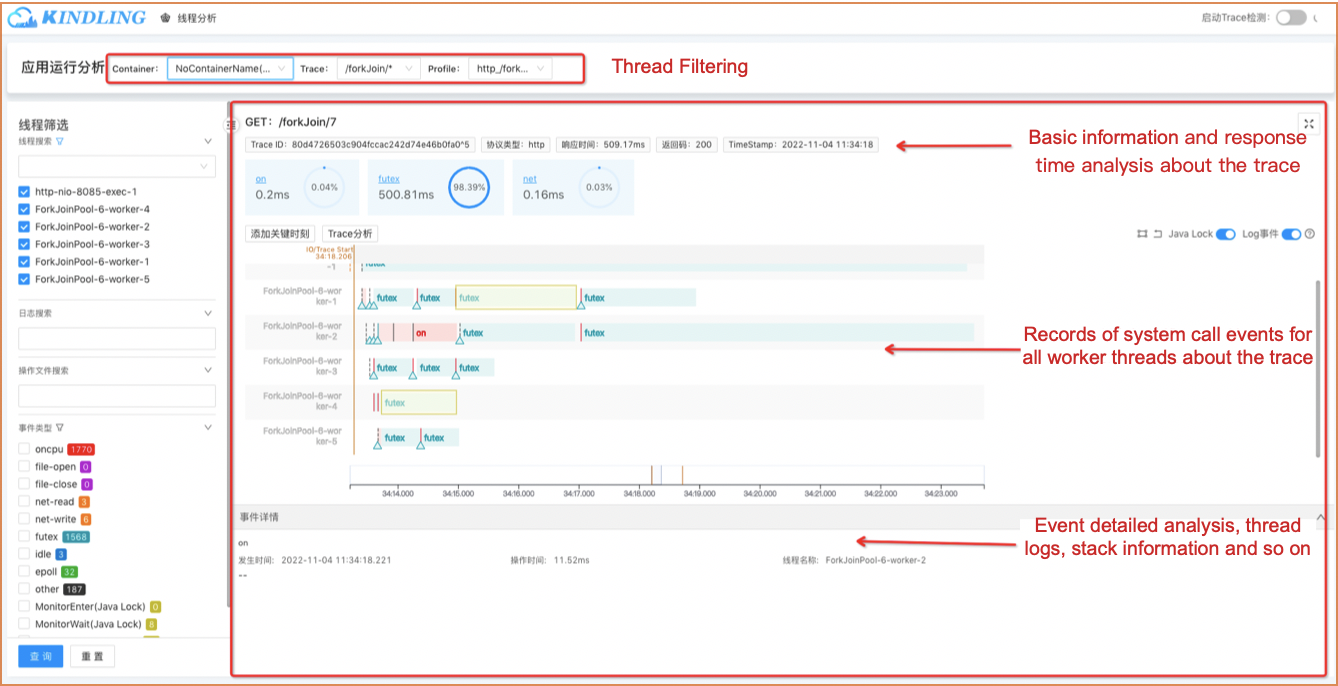 KINDLING 线程分析 启动Trace检测:
应用运行分析 Container: NoContainerName(... Trace: /forkJoin/* Profile: http_/fork...
Thread Filtering
线程筛选
线程搜索
http-nio-8085-exec-1
ForkJoinPool-6-worker-4
ForkJoinPool-6-worker-2
ForkJoinPool-6-worker-3
ForkJoinPool-6-worker-1
ForkJoinPool-6-worker-5
日志搜索
操作文件搜索
事件类型
oncpu 1770
file-open 0
file-close 0
net-read 3
net-write 6
futex 1568
idle 3
epoll 32
other 187
MonitorEnter(Java Lock) 0
MonitorWait(Java Lock) 8
查 询 重 置
GET: /forkJoin/7
Trace ID: 80d4726503c904fccac242d74e46b0fa0^5 协议类型: http 响应时间: 509.17ms 返回码: 200 TimeStamp: 2022-11-04 11:34:18
Basic information and response
time analysis about the trace
on
0.2ms 0.04%
futex
500.81ms 98.39%
net
0.16ms 0.03%
添加关键时刻 Trace分析 Java Lock Log事件
IO/Trace Start
34:18.206
-1 futex
ForkJoinPool-6-wor
ker-1 futex futex futex futex
ForkJoinPool-6-wor
ker-2 on futex futex
ForkJoinPool-6-wor
ker-3 futex futex futex
ForkJoinPool-6-wor
ker-4 futex
ForkJoinPool-6-wor
ker-5 futex futex
Records of system call events for
all worker threads about the trace
34:14.000 34:15.000 34:16.000 34:17.000 34:18.000 34:19.000 34:20.000 34:21.000 34:22.000 34:23.000
事件详情
on
发生时间: 2022-11-04 11:34:18.221 操作时间: 11.52ms 线程名称: ForkJoinPool-6-worker-2
--
Event detailed analysis, thread
logs, stack information and so on